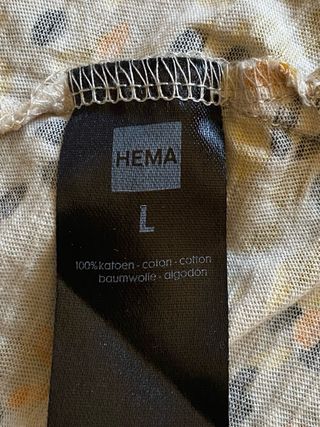 HEMA
L
100% katoen - coton - cotton
baumwolle - algodón